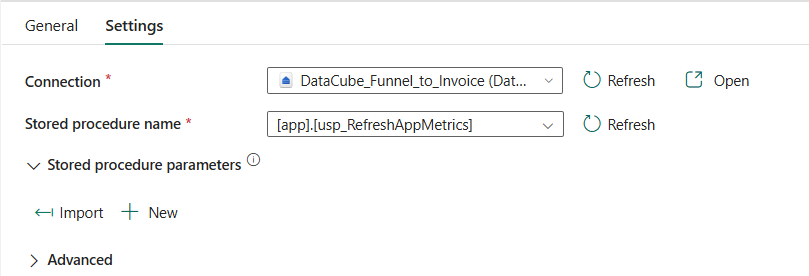 General Settings
Connection * DataCube_Funnel_to_Invoice (Dat... Refresh Open
Stored procedure name * [app].[usp_RefreshAppMetrics] Refresh
Stored procedure parameters
Import New
Advanced